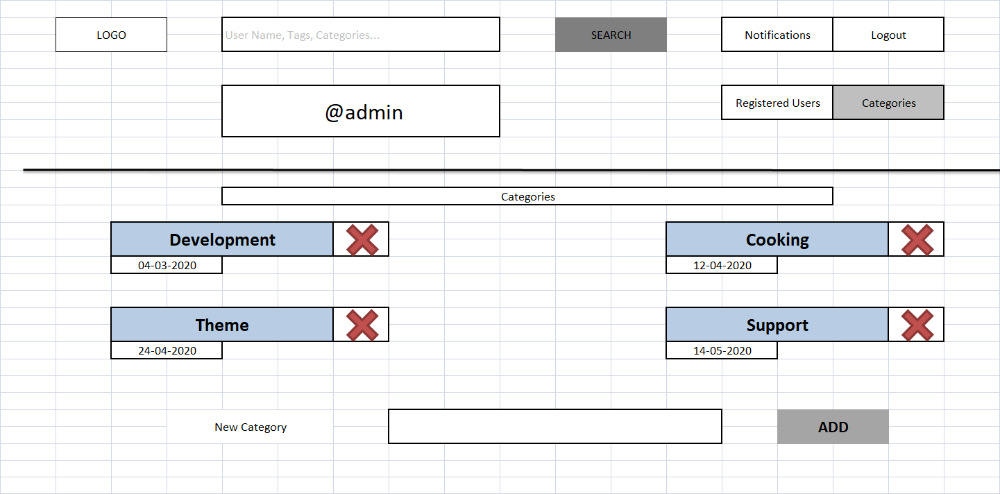 LOGO
User Name, Tags, Categories...
SEARCH
Notifications
Logout
@admin
Registered Users
Categories
Categories
Development
Cooking
04-03-2020
12-04-2020
Theme
Support
24-04-2020
14-05-2020
New Category
ADD